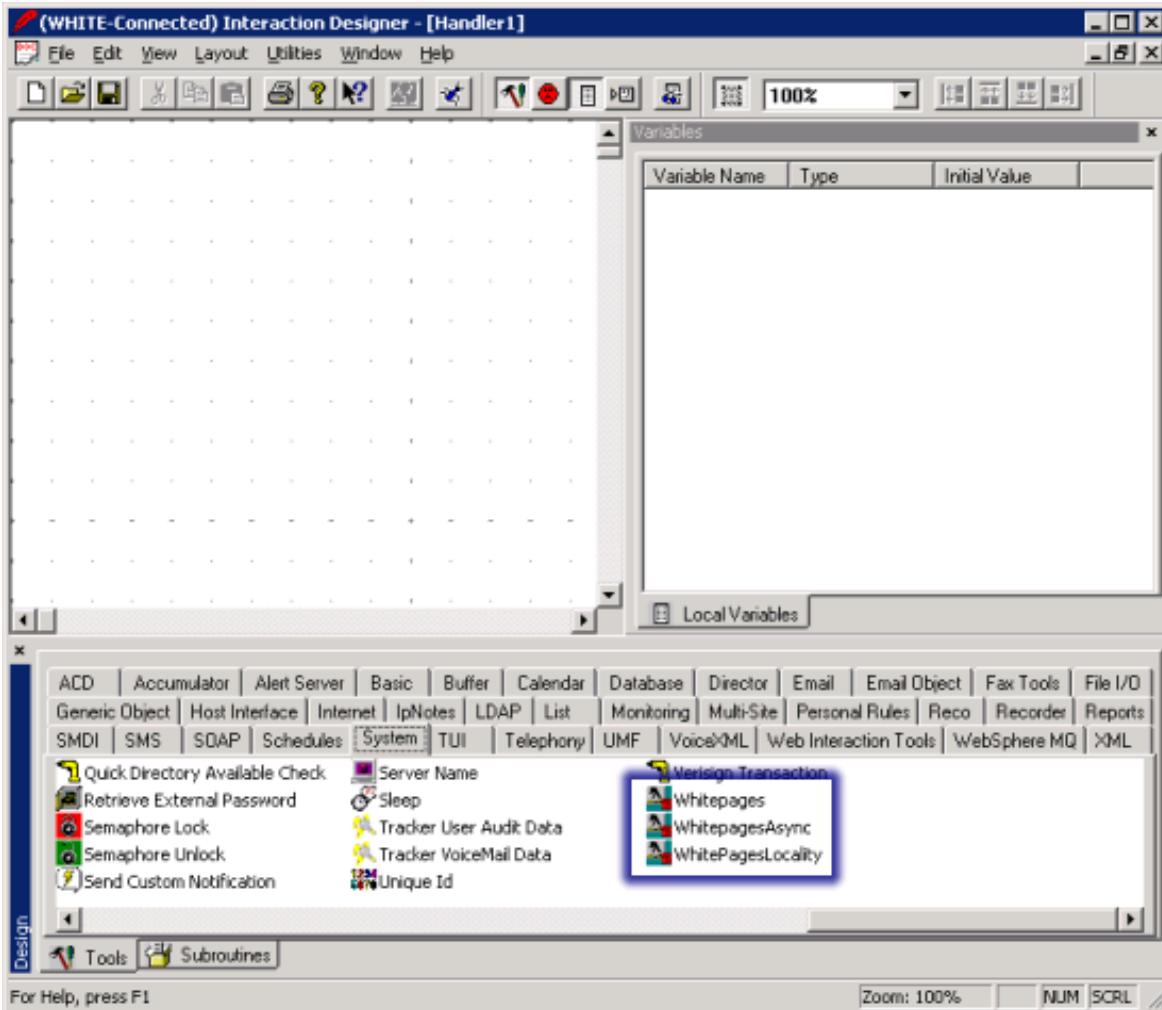 (WHITE-Connected) Interaction Designer - [Handler1]
File Edit View Layout Utilities Window Help
100%
Variables
Variable Name Type Initial Value
Local Variables
ACD Accumulator Alert Server Basic Buffer Calendar Database Director Email Email Object Fax Tools File I/O
Generic Object Host Interface Internet IpNotes LDAP List Monitoring Multi-Site Personal Rules Reco Recorder Reports
SMDI SMS SOAP Schedules System TUI Telephony UMF VoiceXML Web Interaction Tools WebSphere MQ XML
Quick Directory Available Check Server Name Verisign Transaction
Retrieve External Password Sleep Whitepages
Semaphore Lock Tracker User Audit Data WhitepagesAsync
Semaphore Unlock Tracker VoiceMail Data WhitePagesLocality
Send Custom Notification Unique Id
Design
Tools Subroutines
For Help, press F1 Zoom: 100% NUM SCRL